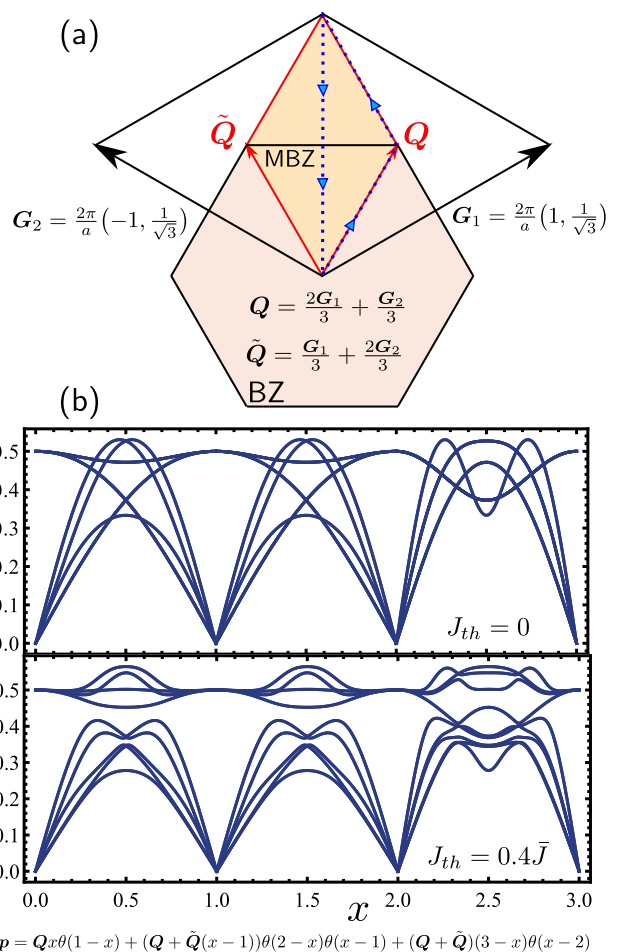 (a)
Q̃ Q
MBZ
G₂ = 2π/a (−1, 1/√3) G₁ = 2π/a (1, 1/√3)
Q = 2G₁/3 + G₂/3
Q̃ = G₁/3 + 2G₂/3
BZ
(b)
0.5
0.4
0.3
0.2
0.1
0.0
J_th = 0
0.5
0.4
0.3
0.2
0.1
0.0
J_th = 0.4J̄
0.0 0.5 1.0 1.5 2.0 2.5 3.0
x
p = Qxθ(1−x) + (Q + Q̃(x−1))θ(2−x)θ(x−1) + (Q + Q̃)(3−x)θ(x−2)